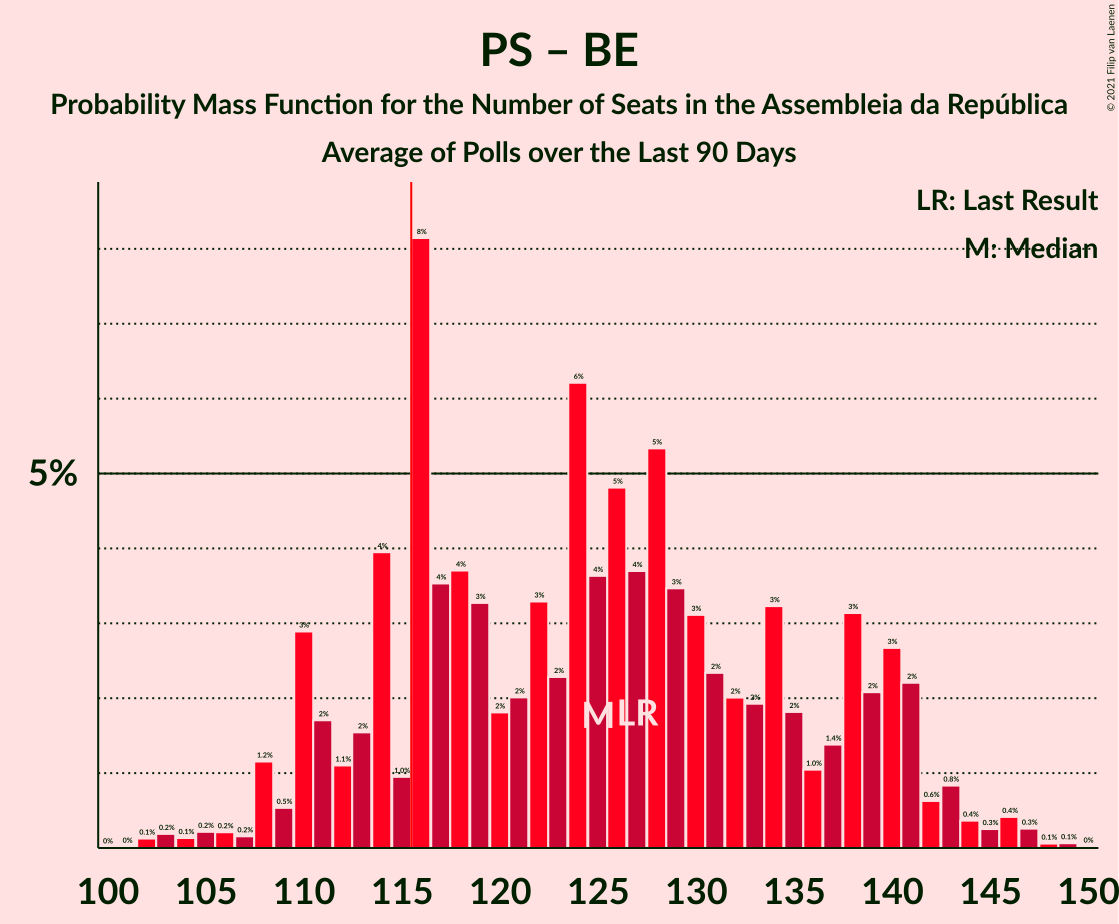 PS – BE
Probability Mass Function for the Number of Seats in the Assembleia da República
Average of Polls over the Last 90 Days
© 2021 Filip van Laenen
LR: Last Result
M: Median
5%
0% 0% 0.1% 0.2% 0.1% 0.2% 0.2% 0.2% 1.2% 0.5% 3% 2% 1.1% 2% 4% 1.0% 8% 4% 4% 3% 2% 2% 3% 2% 6% 4% 5% 4% 5% 3% 3% 2% 2% 2% 3% 2% 1.0% 1.4% 3% 2% 3% 2% 0.6% 0.8% 0.4% 0.3% 0.4% 0.3% 0.1% 0.1% 0%
M LR
100 105 110 115 120 125 130 135 140 145 150